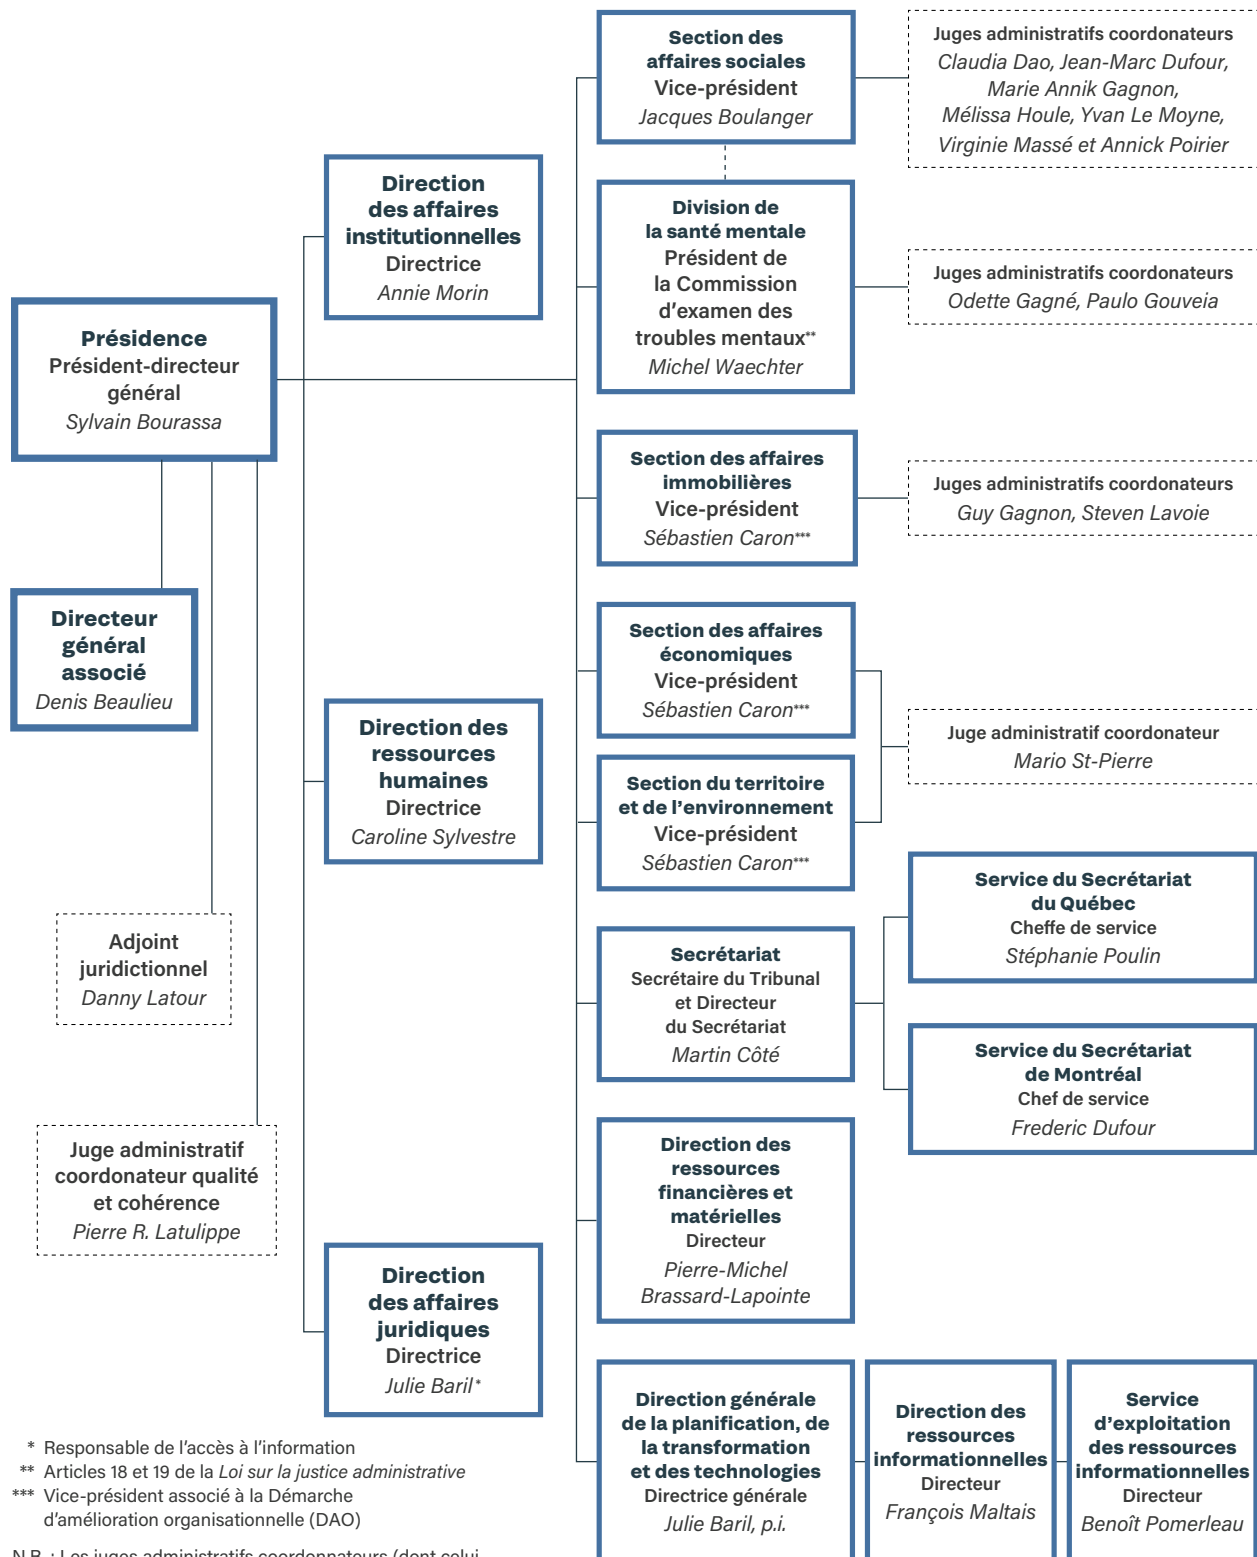 Section des
affaires sociales
Vice-président
Jacques Boulanger
Juges administratifs coordonateurs
Claudia Dao, Jean-Marc Dufour,
Marie Annik Gagnon,
Mélissa Houle, Yvan Le Moyne,
Virginie Massé et Annick Poirier
Direction
des affaires
institutionnelles
Directrice
Annie Morin
Division de
la santé mentale
Président de
la Commission
d'examen des
troubles mentaux**
Michel Waechter
Juges administratifs coordonateurs
Odette Gagné, Paulo Gouveia
Présidence
Président-directeur
général
Sylvain Bourassa
Section des affaires
immobilières
Vice-président
Sébastien Caron***
Juges administratifs coordonateurs
Guy Gagnon, Steven Lavoie
Directeur
général
associé
Denis Beaulieu
Section des affaires
économiques
Vice-président
Sébastien Caron***
Direction des
ressources
humaines
Directrice
Caroline Sylvestre
Juge administratif coordonateur
Mario St-Pierre
Section du territoire
et de l'environnement
Vice-président
Sébastien Caron***
Service du Secrétariat
du Québec
Cheffe de service
Stéphanie Poulin
Adjoint
juridictionnel
Danny Latour
Secrétariat
Secrétaire du Tribunal
et Directeur
du Secrétariat
Martin Côté
Service du Secrétariat
de Montréal
Chef de service
Frederic Dufour
Juge administratif
coordonateur qualité
et cohérence
Pierre R. Latulippe
Direction des
ressources
financières et
matérielles
Directeur
Pierre-Michel
Brassard-Lapointe
Direction
des affaires
juridiques
Directrice
Julie Baril*
Direction générale
de la planification, de
la transformation
et des technologies
Directrice générale
Julie Baril, p.i.
Direction des
ressources
informationnelles
Directeur
François Maltais
Service
d'exploitation
des ressources
informationnelles
Directeur
Benoît Pomerleau
* Responsable de l'accès à l'information
** Articles 18 et 19 de la Loi sur la justice administrative
*** Vice-président associé à la Démarche
d'amélioration organisationnelle (DAO)
N.B. : Les juges administratifs coordonnateurs (dont celui